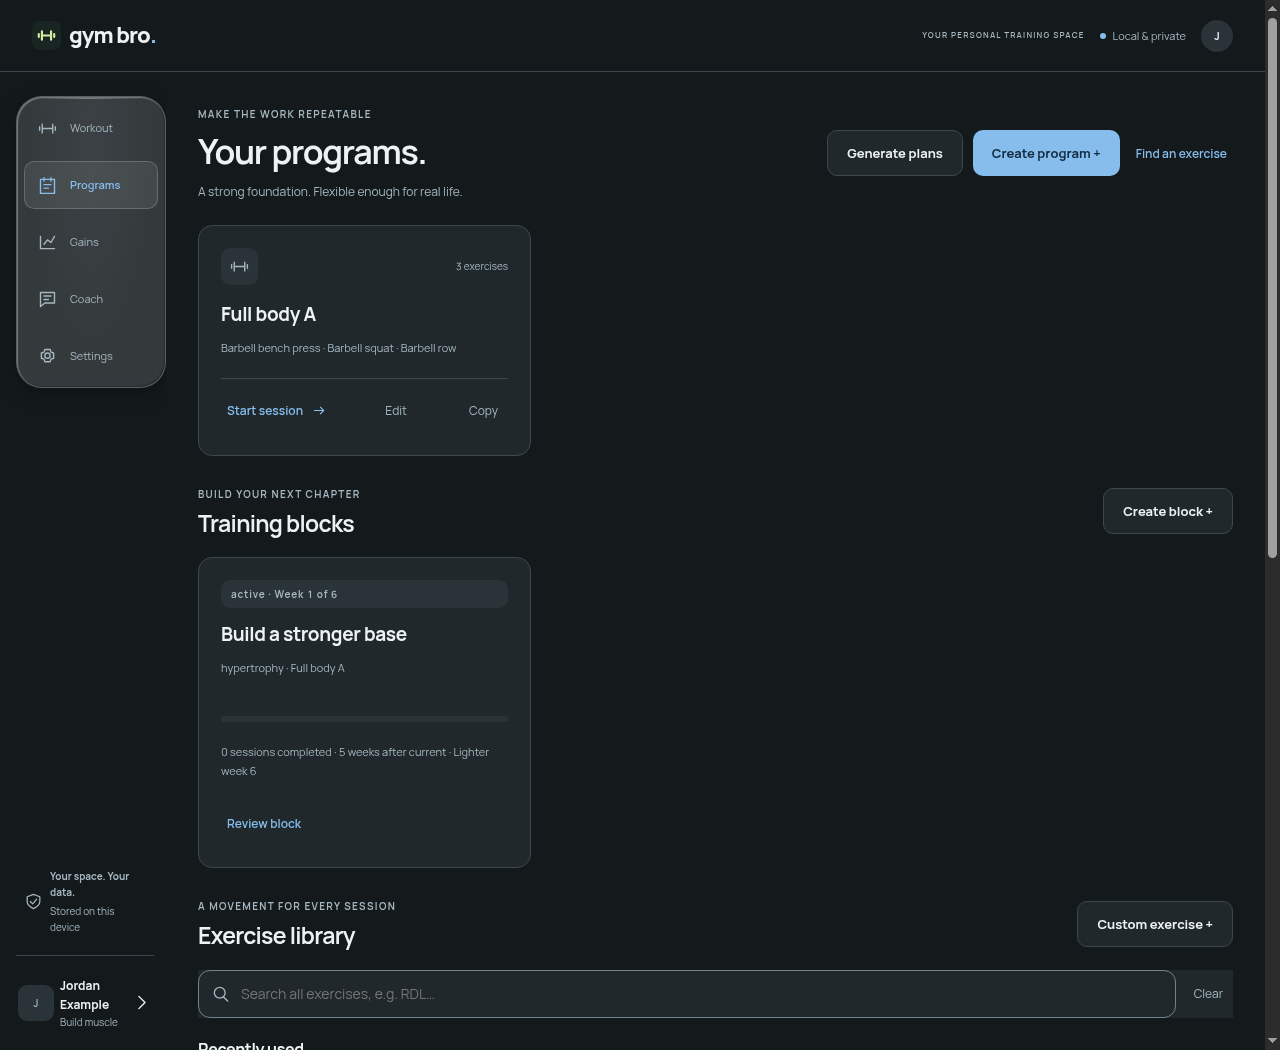 gym bro.
YOUR PERSONAL TRAINING SPACE
Local & private
J
Workout
Programs
Gains
Coach
Settings
MAKE THE WORK REPEATABLE
Your programs.
A strong foundation. Flexible enough for real life.
Generate plans
Create program +
Find an exercise
3 exercises
Full body A
Barbell bench press · Barbell squat · Barbell row
Start session →
Edit
Copy
BUILD YOUR NEXT CHAPTER
Training blocks
Create block +
active · Week 1 of 6
Build a stronger base
hypertrophy · Full body A
0 sessions completed · 5 weeks after current · Lighter
week 6
Review block
A MOVEMENT FOR EVERY SESSION
Exercise library
Custom exercise +
Search all exercises, e.g. RDL...
Clear
Recently used
Your space. Your
data.
Stored on this
device
J
Jordan
Example
Build muscle